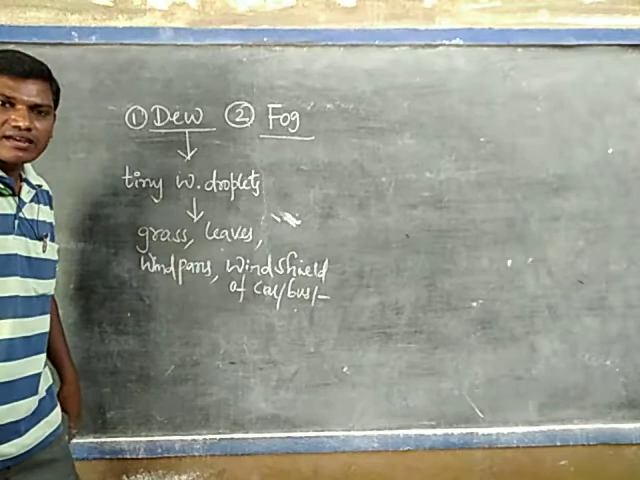 ① Dew ② Fog
tiny w. droplets
grass, leaves,
windpans, windshield
of car/bus/-